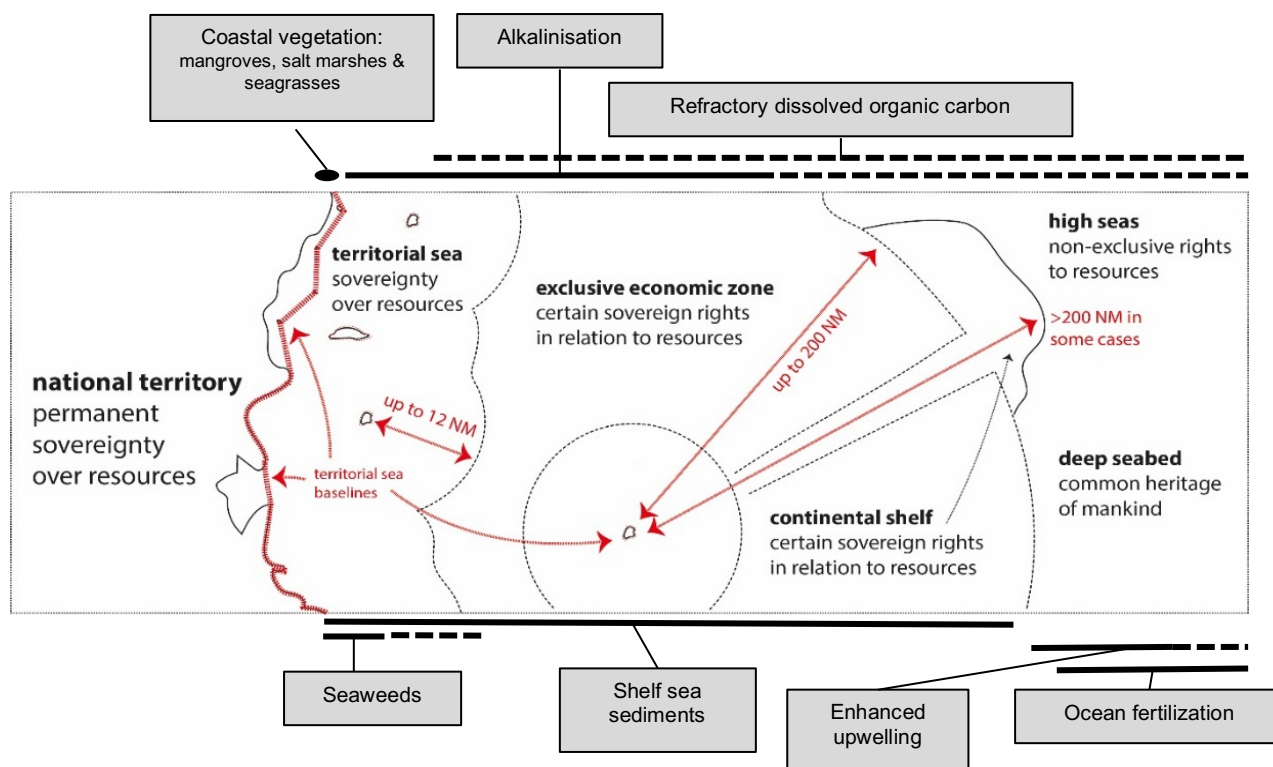 Coastal vegetation:
mangroves, salt marshes &
seagrasses
Alkalinisation
Refractory dissolved organic carbon
territorial sea
sovereignty
over resources
exclusive economic zone
certain sovereign rights
in relation to resources
high seas
non-exclusive rights
to resources
>200 NM in
some cases
up to 200 NM
national territory
permanent
sovereignty
over resources
up to 12 NM
territorial sea
baselines
continental shelf
certain sovereign rights
in relation to resources
deep seabed
common heritage
of mankind
Seaweeds
Shelf sea
sediments
Enhanced
upwelling
Ocean fertilization